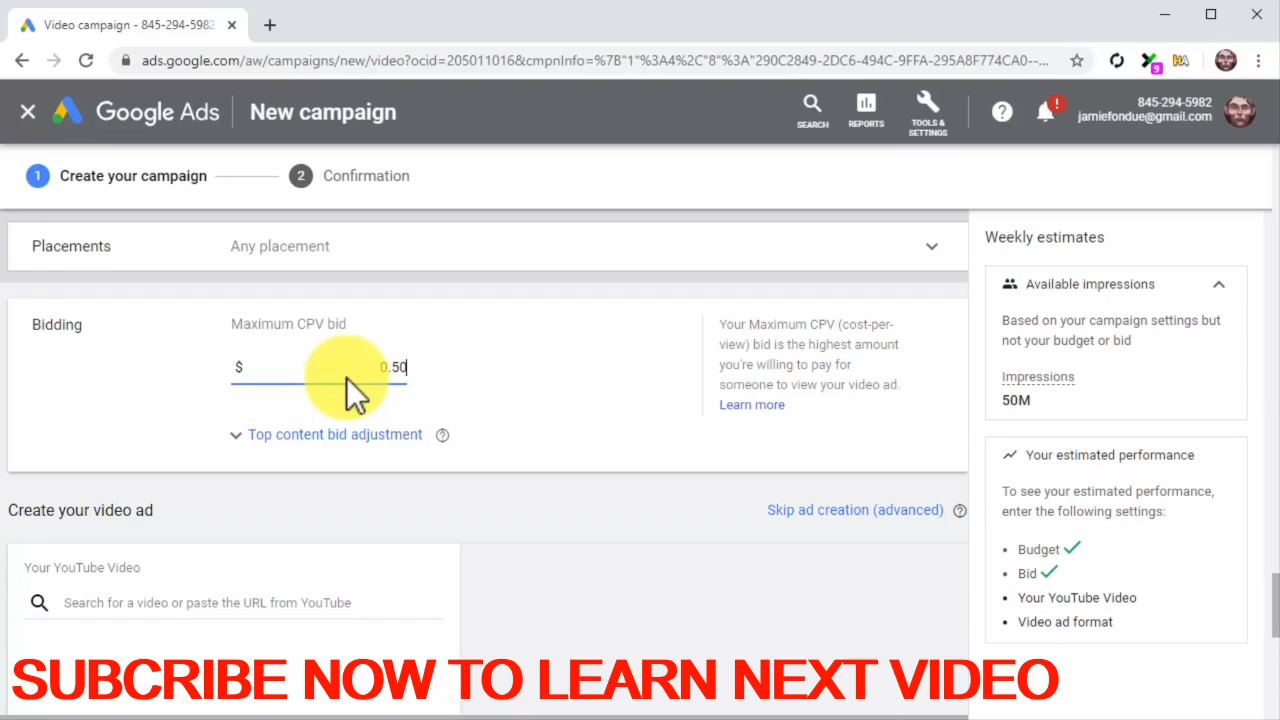 Video campaign - 845-294-5982
ads.google.com/aw/campaigns/new/video?ocid=205011016&cmpnInfo=%7B"1"%3A4%2C"8"%3A"290C2849-2DC6-494C-9FFA-295A8F774CA0--...
9
Google Ads
New campaign
SEARCH
REPORTS
TOOLS &
SETTINGS
?
!
845-294-5982
jamiefondue@gmail.com
1 Create your campaign
2 Confirmation
Placements
Any placement
Bidding
Maximum CPV bid
$ 0.50
Top content bid adjustment ?
Your Maximum CPV (cost-per-
view) bid is the highest amount
you're willing to pay for
someone to view your video ad.
Learn more
Create your video ad
Skip ad creation (advanced) ?
Your YouTube Video
Search for a video or paste the URL from YouTube
Weekly estimates
Available impressions
Based on your campaign settings but
not your budget or bid
Impressions
50M
Your estimated performance
To see your estimated performance,
enter the following settings:
• Budget
• Bid
• Your YouTube Video
• Video ad format
SUBCRIBE NOW TO LEARN NEXT VIDEO